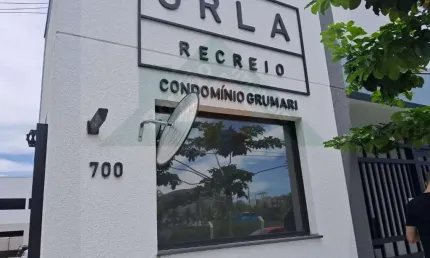 ORLA
RECREIO
CONDOMÍNIO GRUMARI
700